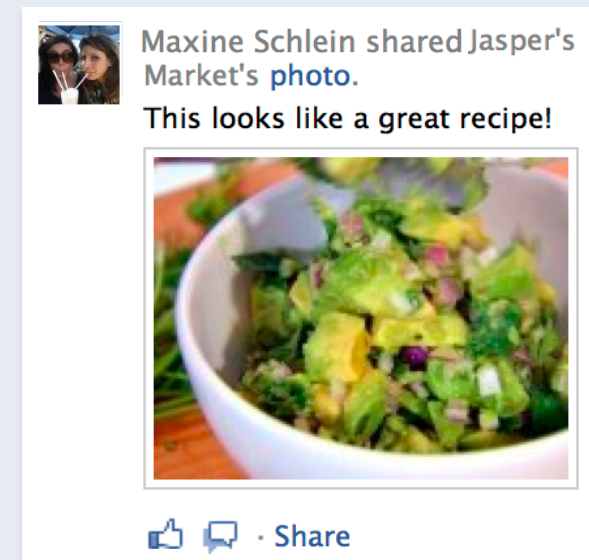 Maxine Schlein shared Jasper's
Market's photo.
This looks like a great recipe!
· Share